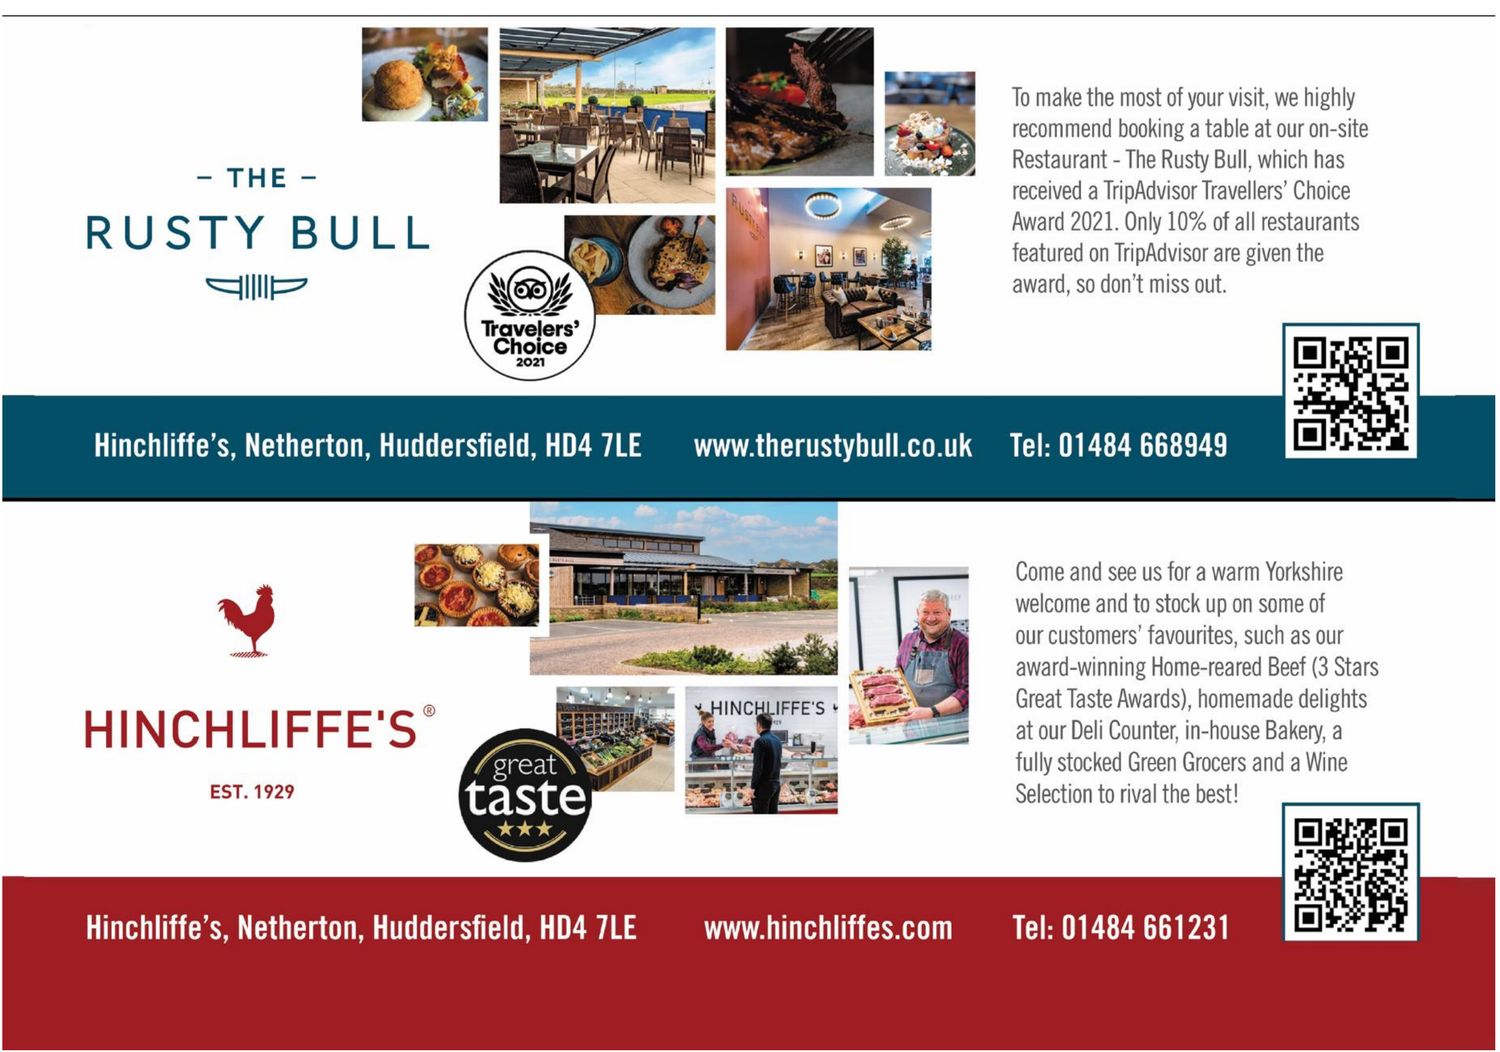 – THE –
RUSTY BULL
Travelers'
Choice
2021
To make the most of your visit, we highly
recommend booking a table at our on-site
Restaurant - The Rusty Bull, which has
received a TripAdvisor Travellers' Choice
Award 2021. Only 10% of all restaurants
featured on TripAdvisor are given the
award, so don't miss out.
Hinchliffe's, Netherton, Huddersfield, HD4 7LE www.therustybull.co.uk Tel: 01484 668949
HINCHLIFFE'S®
EST. 1929
great
taste
HINCHLIFFE'S
Come and see us for a warm Yorkshire
welcome and to stock up on some of
our customers' favourites, such as our
award-winning Home-reared Beef (3 Stars
Great Taste Awards), homemade delights
at our Deli Counter, in-house Bakery, a
fully stocked Green Grocers and a Wine
Selection to rival the best!
Hinchliffe's, Netherton, Huddersfield, HD4 7LE www.hinchliffes.com Tel: 01484 661231